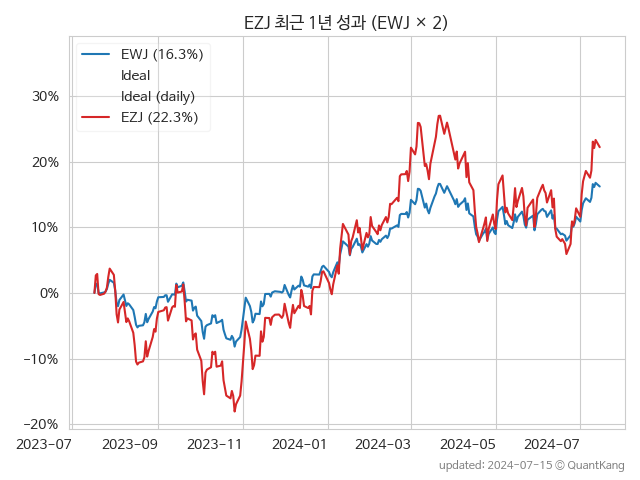 EZJ 최근 1년 성과 (EWJ × 2)
EWJ (16.3%)
Ideal
Ideal (daily)
EZJ (22.3%)
30%
20%
10%
0%
−10%
−20%
2023-07
2023-09
2023-11
2024-01
2024-03
2024-05
2024-07
updated: 2024-07-15 © QuantKang